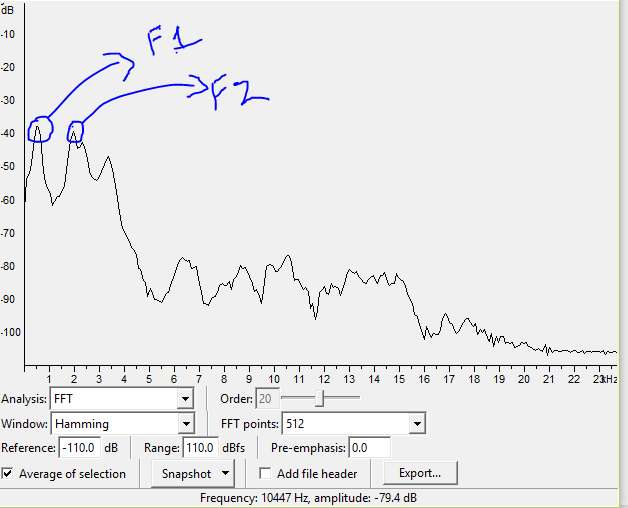 dB
-10
F1
-20
F2
-30
-40
-50
-60
-70
-80
-90
-100
1 2 3 4 5 6 7 8 9 10 11 12 13 14 15 16 17 18 19 20 21 22 23kHz
Analysis: FFT Order: 20
Window: Hamming FFT points: 512
Reference: -110.0 dB Range: 110.0 dBfs Pre-emphasis: 0.0
Average of selection Snapshot Add file header Export...
Frequency: 10447 Hz, amplitude: -79.4 dB